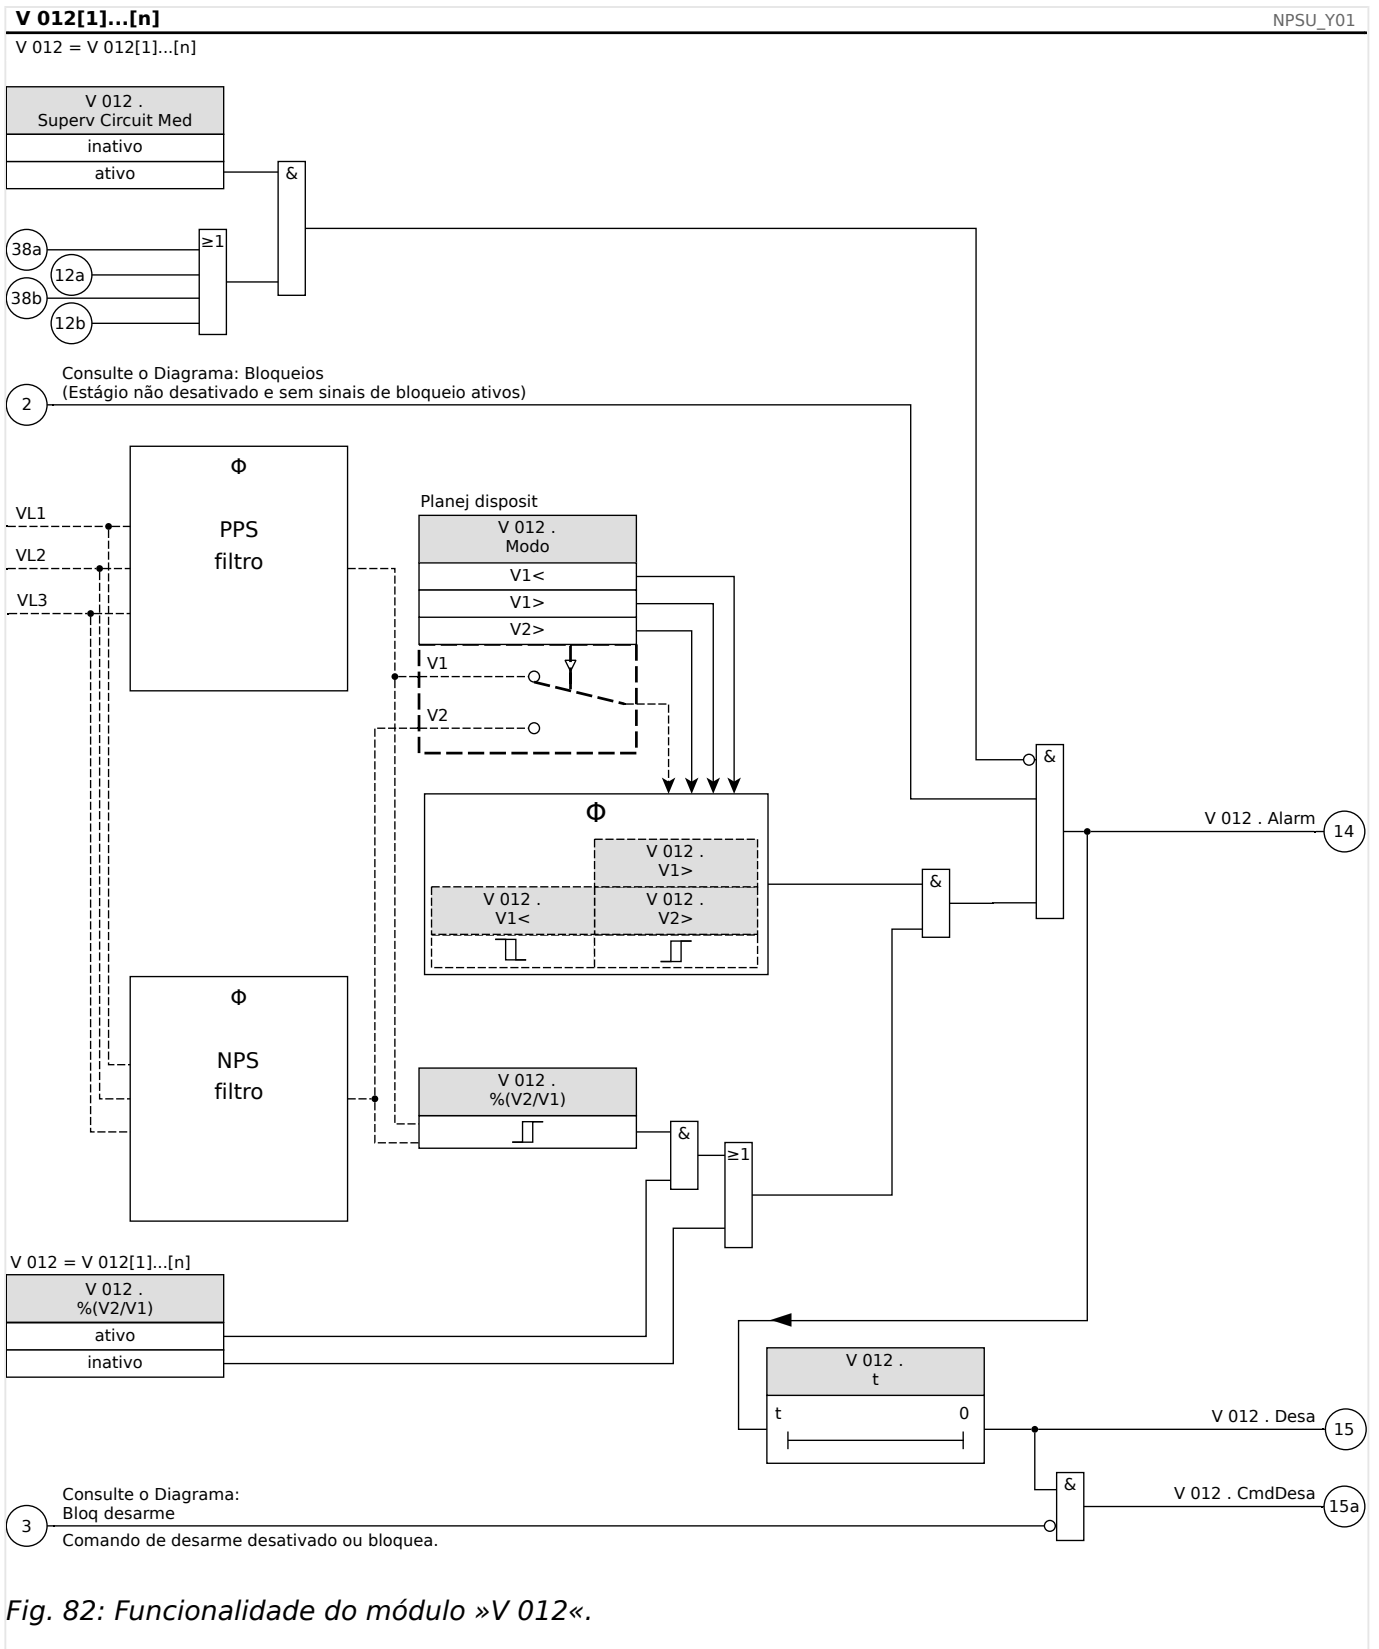 V 012[1]...[n]
NPSU_Y01
V 012 = V 012[1]...[n]
V 012 .
Superv Circuit Med
inativo
ativo
&
38a
≥1
12a
38b
12b
Consulte o Diagrama: Bloqueios
(Estágio não desativado e sem sinais de bloqueio ativos)
2
Φ
PPS
filtro
VL1
VL2
VL3
Planej disposit
V 012 .
Modo
V1<
V1>
V2>
V1
V2
&
V 012 . Alarm
14
Φ
V 012 .
V1>
V 012 .
V1<
V 012 .
V2>
&
Φ
NPS
filtro
V 012 .
%(V2/V1)
&
≥1
V 012 = V 012[1]...[n]
V 012 .
%(V2/V1)
ativo
inativo
V 012 .
t
t
0
V 012 . Desa
15
&
V 012 . CmdDesa
15a
Consulte o Diagrama:
Bloq desarme
3
Comando de desarme desativado ou bloquea.
Fig. 82: Funcionalidade do módulo »V 012«.